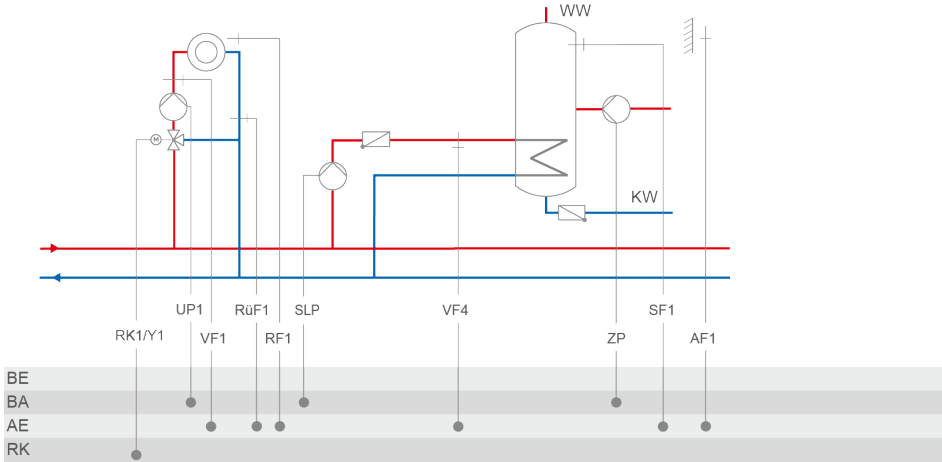 WW
M
KW
UP1 RüF1 SLP VF4 SF1
RK1/Y1 VF1 RF1 ZP AF1
BE
BA
AE
RK